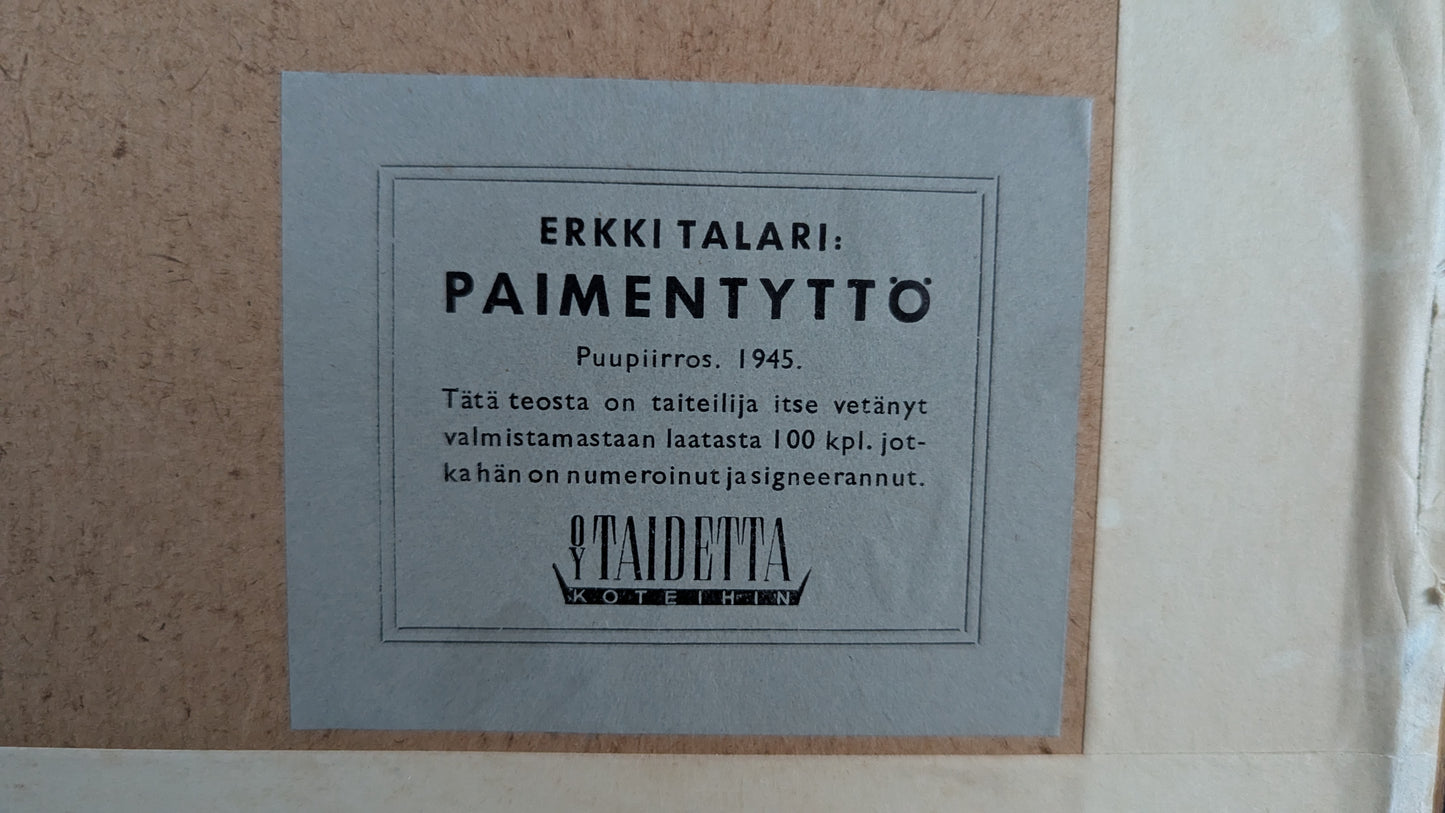 ERKKI TALARI:
PAIMENTYTTÖ
Puupiirros. 1945.
Tätä teosta on taiteilija itse vetänyt
valmistamastaan laatasta 100 kpl. jot-
ka hän on numeroinut ja signeerannut.
OY TAIDETTA
KOTEIHIN